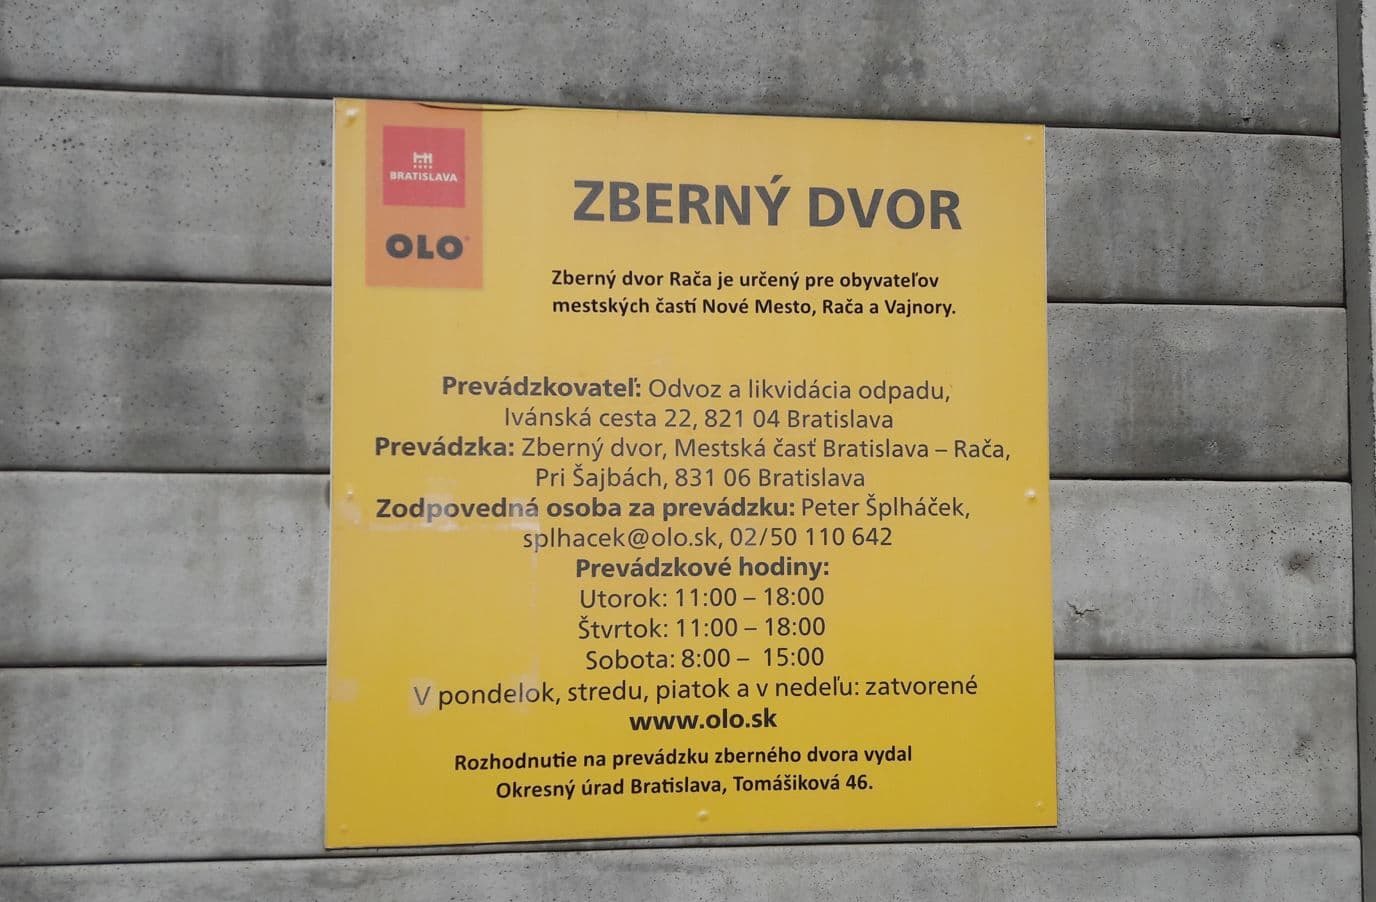 BRATISLAVA
OLO
ZBERNÝ DVOR
Zberný dvor Rača je určený pre obyvateľov
mestských častí Nové Mesto, Rača a Vajnory.
Prevádzkovateľ: Odvoz a likvidácia odpadu,
Ivánská cesta 22, 821 04 Bratislava
Prevádzka: Zberný dvor, Mestská časť Bratislava – Rača,
Pri Šajbách, 831 06 Bratislava
Zodpovedná osoba za prevádzku: Peter Šplháček,
splhacek@olo.sk, 02/50 110 642
Prevádzkové hodiny:
Utorok: 11:00 – 18:00
Štvrtok: 11:00 – 18:00
Sobota: 8:00 – 15:00
V pondelok, stredu, piatok a v nedeľu: zatvorené
www.olo.sk
Rozhodnutie na prevádzku zberného dvora vydal
Okresný úrad Bratislava, Tomášiková 46.